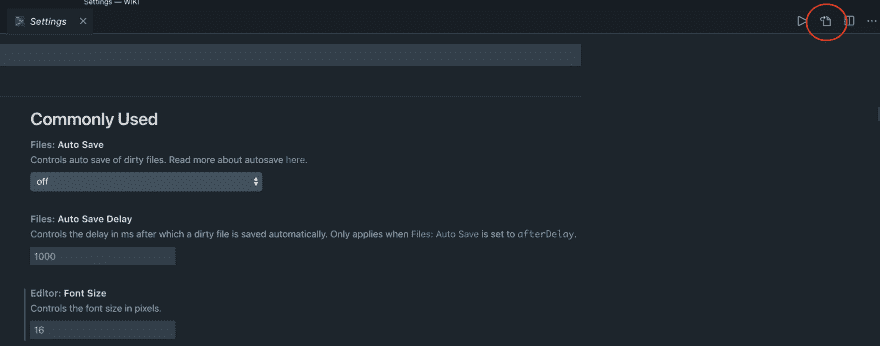 Settings — WIKI
Settings
Commonly Used
Files: Auto Save
Controls auto save of dirty files. Read more about autosave here.
off
Files: Auto Save Delay
Controls the delay in ms after which a dirty file is saved automatically. Only applies when Files: Auto Save is set to afterDelay.
1000
Editor: Font Size
Controls the font size in pixels.
16